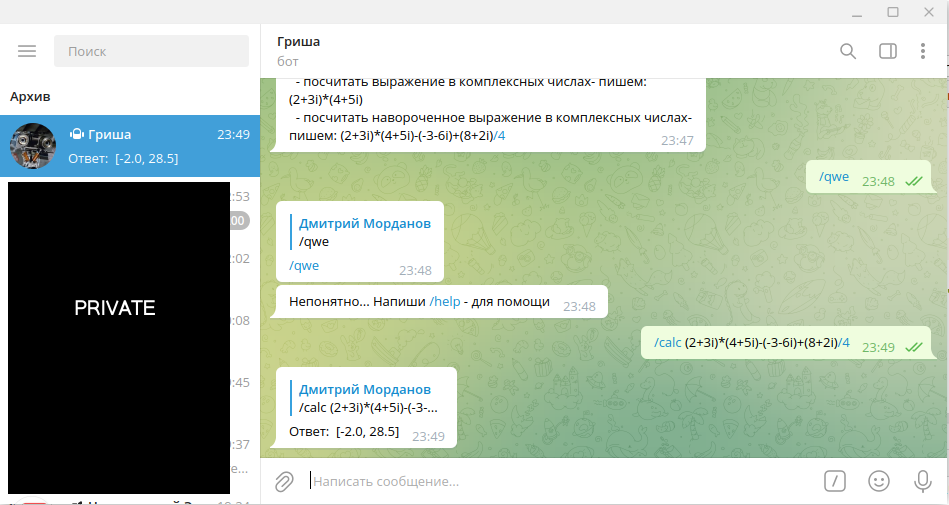 Поиск
Архив
Гриша 23:49
Ответ: [-2.0, 28.5]
:53
00
:02
PRIVATE
:08
:45
:37
е...
Гриша
бот
- посчитать выражение в комплексных числах- пишем:
(2+3i)*(4+5i)
- посчитать навороченное выражение в комплексных числах-
пишем: (2+3i)*(4+5i)-(-3-6i)+(8+2i)/4
23:47
/qwe 23:48
Дмитрий Морданов
/qwe
/qwe 23:48
Непонятно... Напиши /help - для помощи 23:48
/calc (2+3i)*(4+5i)-(-3-6i)+(8+2i)/4 23:49
Дмитрий Морданов
/calc (2+3i)*(4+5i)-(-3-...
Ответ: [-2.0, 28.5] 23:49
Написать сообщение...